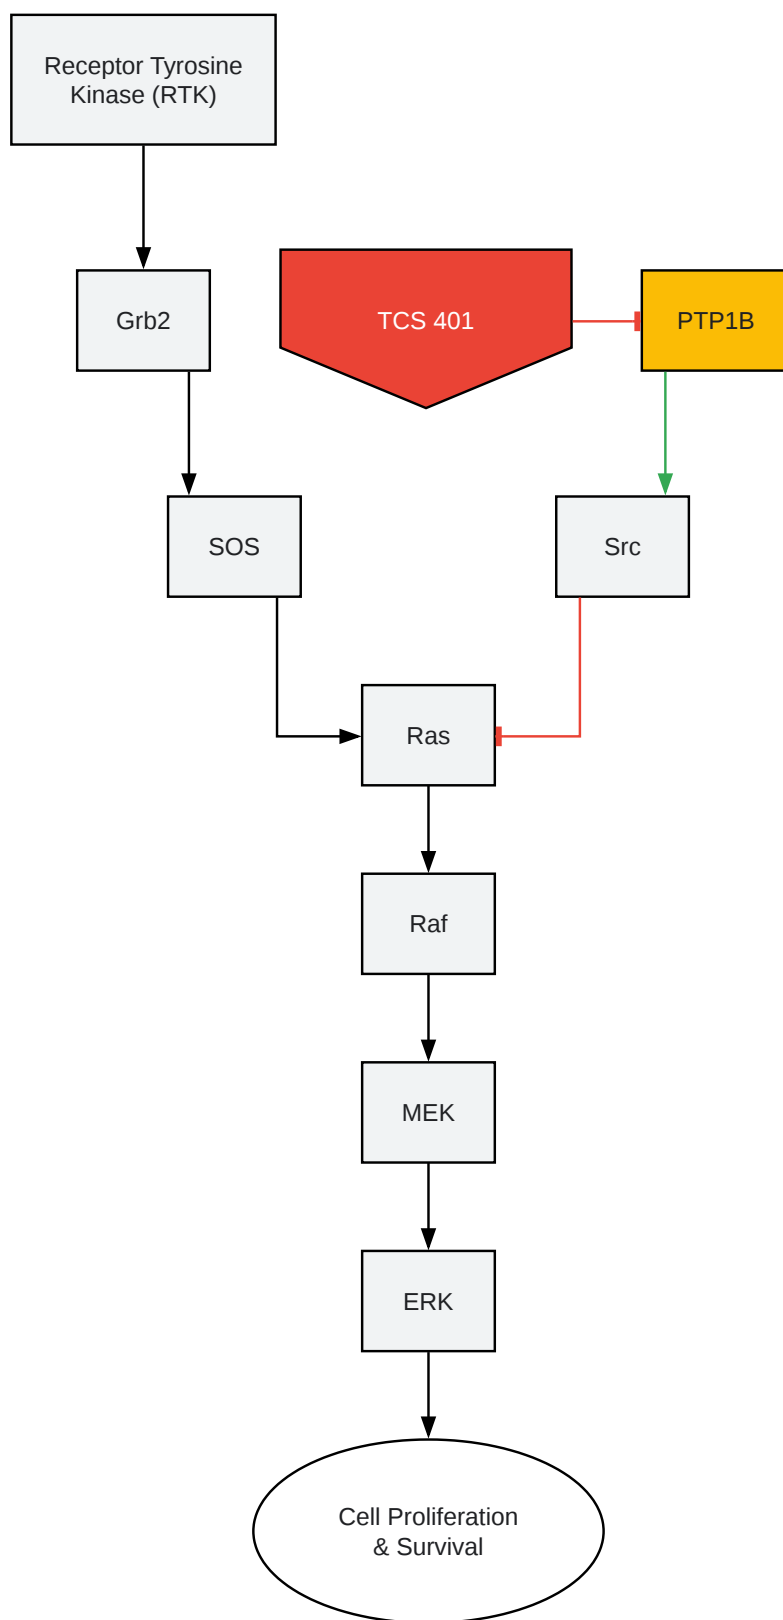 Receptor Tyrosine
Kinase (RTK)
Grb2
TCS 401
PTP1B
SOS
Src
Ras
Raf
MEK
ERK
Cell Proliferation
& Survival